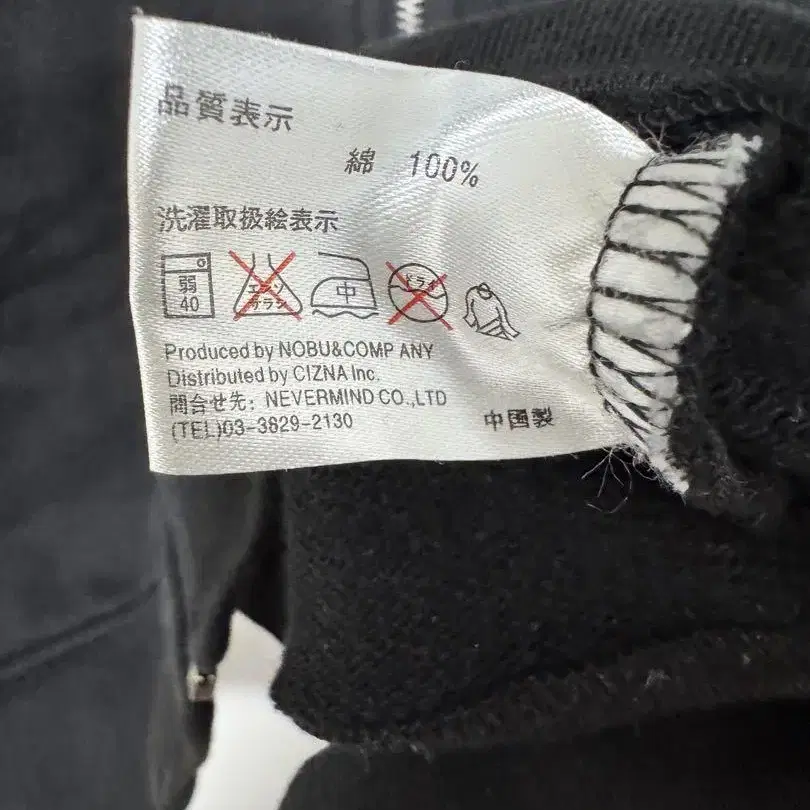 品質表示
綿 100%
洗濯取扱絵表示
弱
40
エンソ
サラシ
中
ドライ
Produced by NOBU&COMP ANY
Distributed by CIZNA Inc.
問合せ先: NEVERMIND CO.,LTD
(TEL)03-3829-2130
中国製